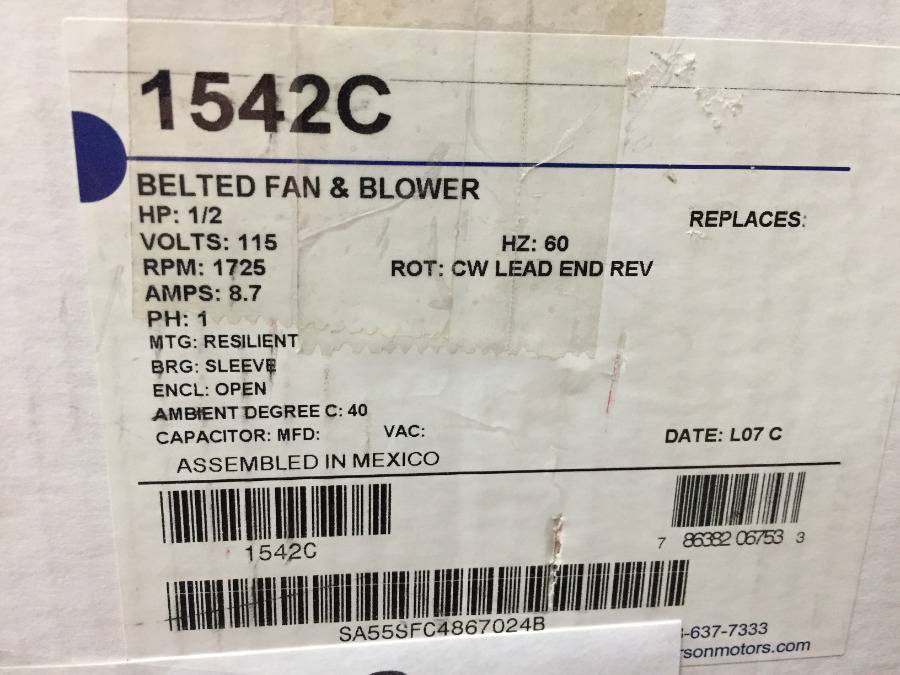 1542C
BELTED FAN & BLOWER
HP: 1/2 REPLACES:
VOLTS: 115 HZ: 60
RPM: 1725 ROT: CW LEAD END REV
AMPS: 8.7
PH: 1
MTG: RESILIENT
BRG: SLEEVE
ENCL: OPEN
AMBIENT DEGREE C: 40
CAPACITOR: MFD: VAC: DATE: L07 C
ASSEMBLED IN MEXICO
1542C
7 86382 06753 3
SA55SFC4867024B
-637-7333
rsonmotors.com